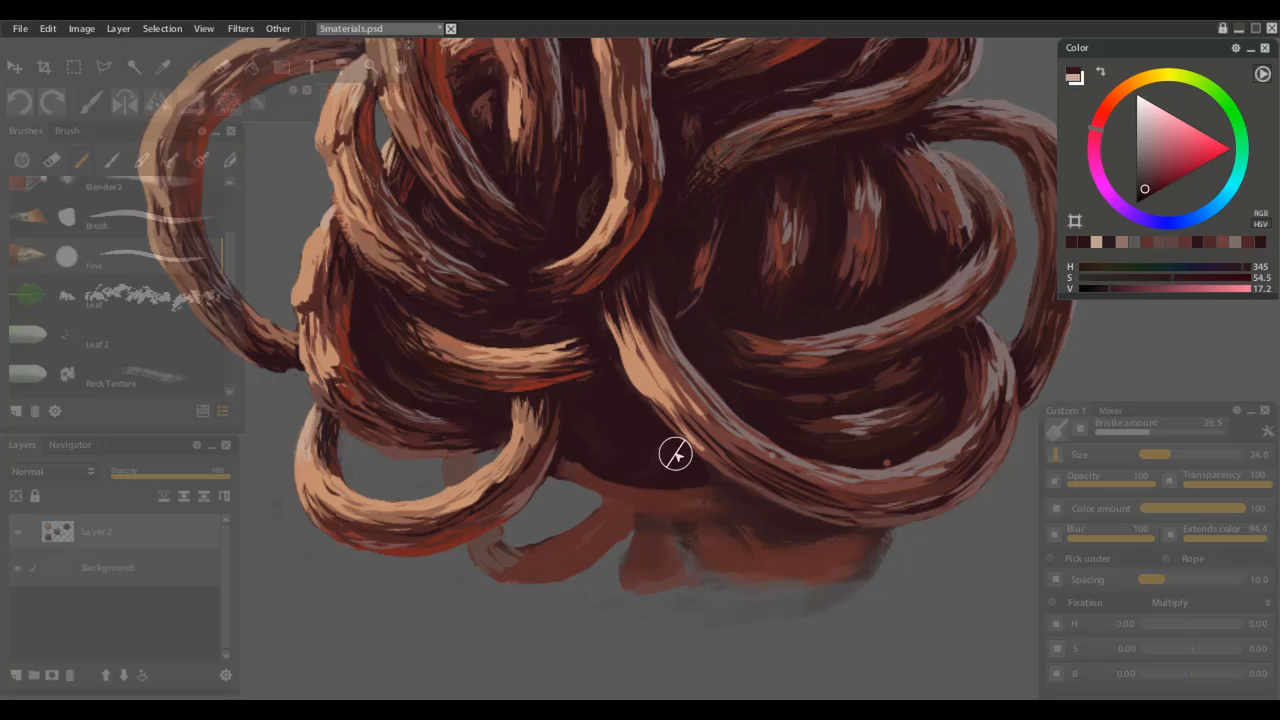 File Edit Image Layer Selection View Filters Other 5materials.psd *
Color
Brushes Brush
Blender2
Brush
Fine
Leaf
Leaf 2
Rock Texture
RGB
HSV
H 345
S 54.5
V 17.2
Layers Navigator
Normal Opacity 100
Layer 2
Background
Custom 1 Mixer
Bristle amount 26.5
Size 24.0
Opacity 100 Transparency 100
Color amount 100
Blur 100 Extends color 94.4
Pick under Rope
Spacing 10.0
Fixation Multiply
H 0.00 0.00
S 0.00 0.00
B 0.00 0.00